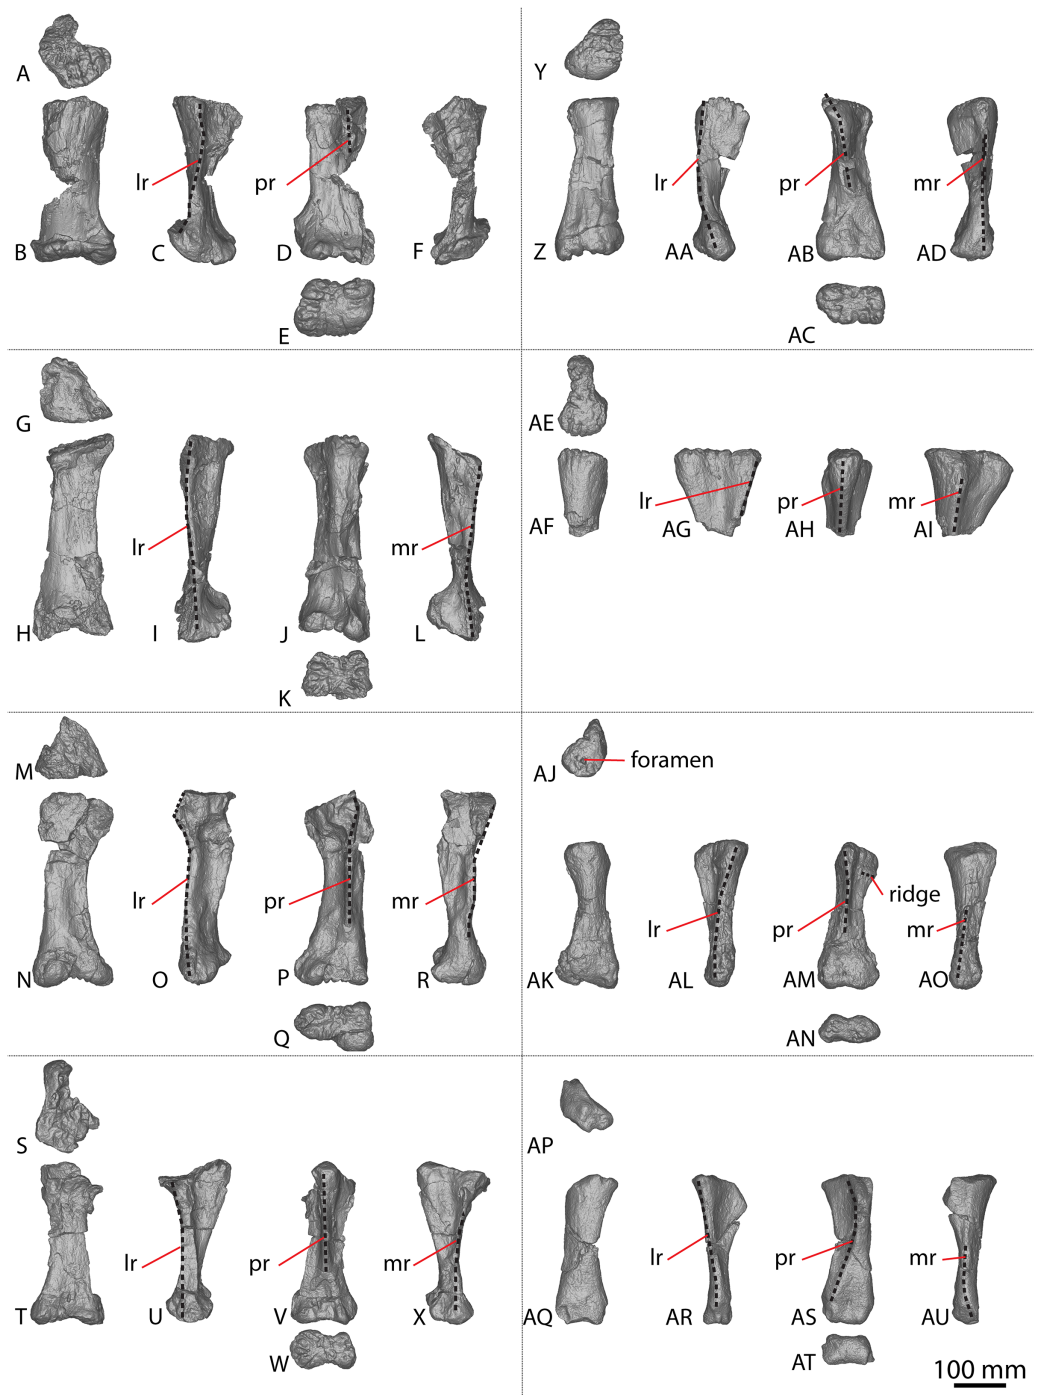 A
B
lr
C
pr
D
F
E
Y
Z
lr
AA
pr
AB
mr
AD
AC
G
H
lr
I
J
mr
L
K
AE
AF
lr
AG
pr
AH
mr
AI
M
N
lr
O
pr
P
mr
R
Q
AJ
foramen
AK
lr
AL
pr
AM
ridge
mr
AO
AN
S
T
lr
U
pr
V
mr
X
W
AP
AQ
lr
AR
pr
AS
mr
AU
AT
100 mm